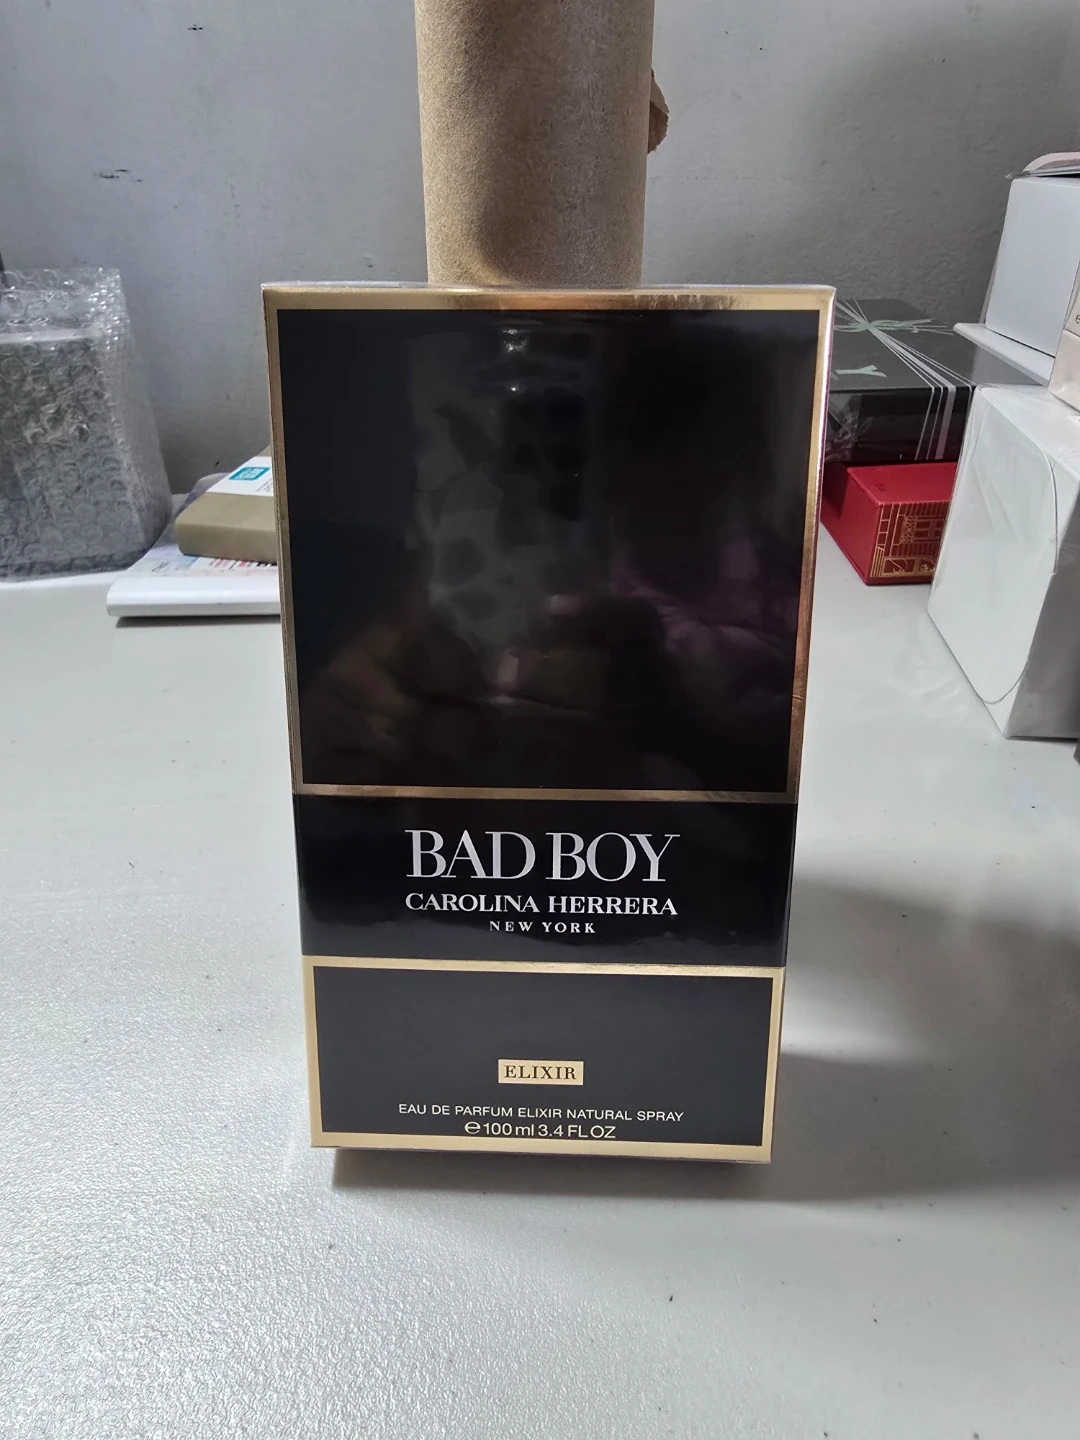 BAD BOY
CAROLINA HERRERA
NEW YORK
ELIXIR
EAU DE PARFUM ELIXIR NATURAL SPRAY
℮ 100 ml 3.4 FL OZ